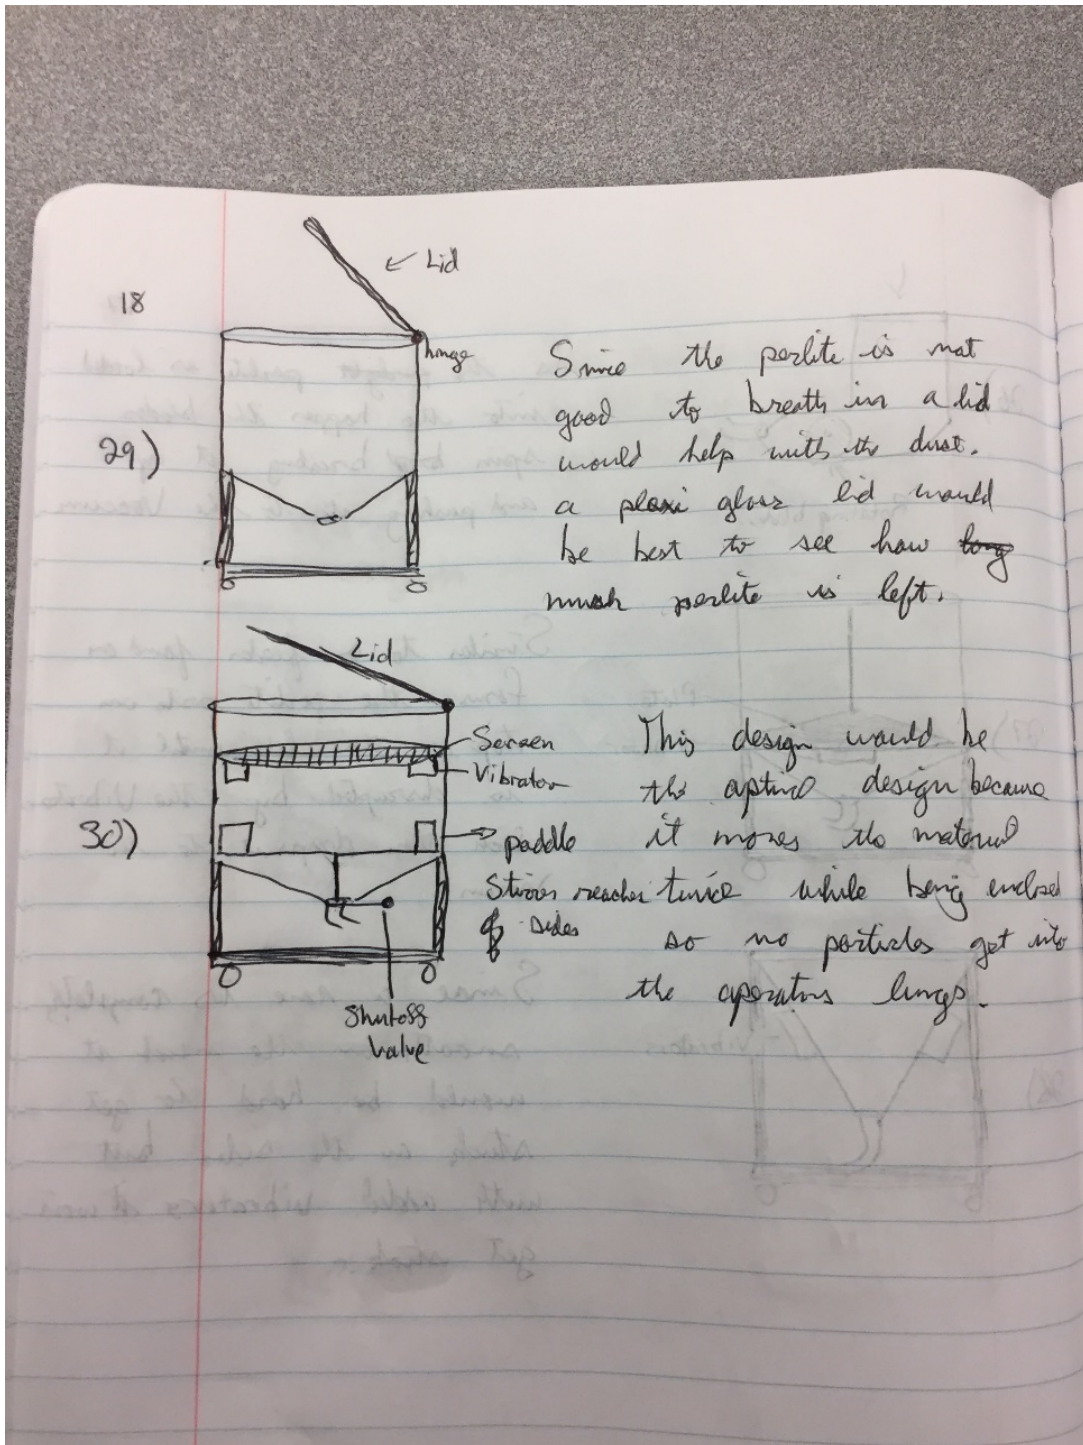 18
Lid
hinge
29)
Since the perlite is not
good to breath in a lid
would help with the dust.
a plexi glass lid would
be best to see how long
much perlite is left.
Lid
Screen
Vibrator
30)
paddle
Stirrer reaches
of sides
Shutoff
Valve
This design would be
the optimal design because
it moves the material
twice while being enclosed
so no particles get into
the operators lungs.